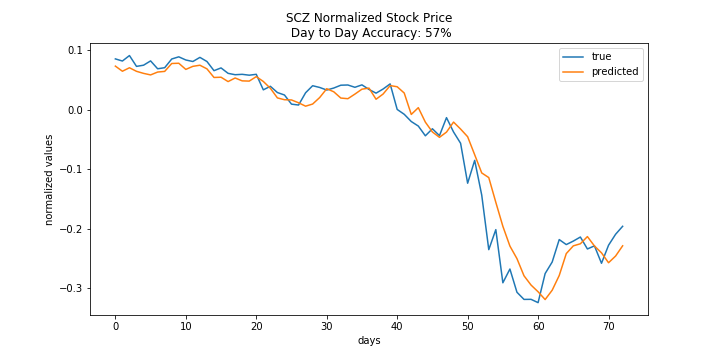 SCZ Normalized Stock Price
Day to Day Accuracy: 57%
true
predicted
0.1
0.0
−0.1
−0.2
−0.3
normalized values
0 10 20 30 40 50 60 70
days